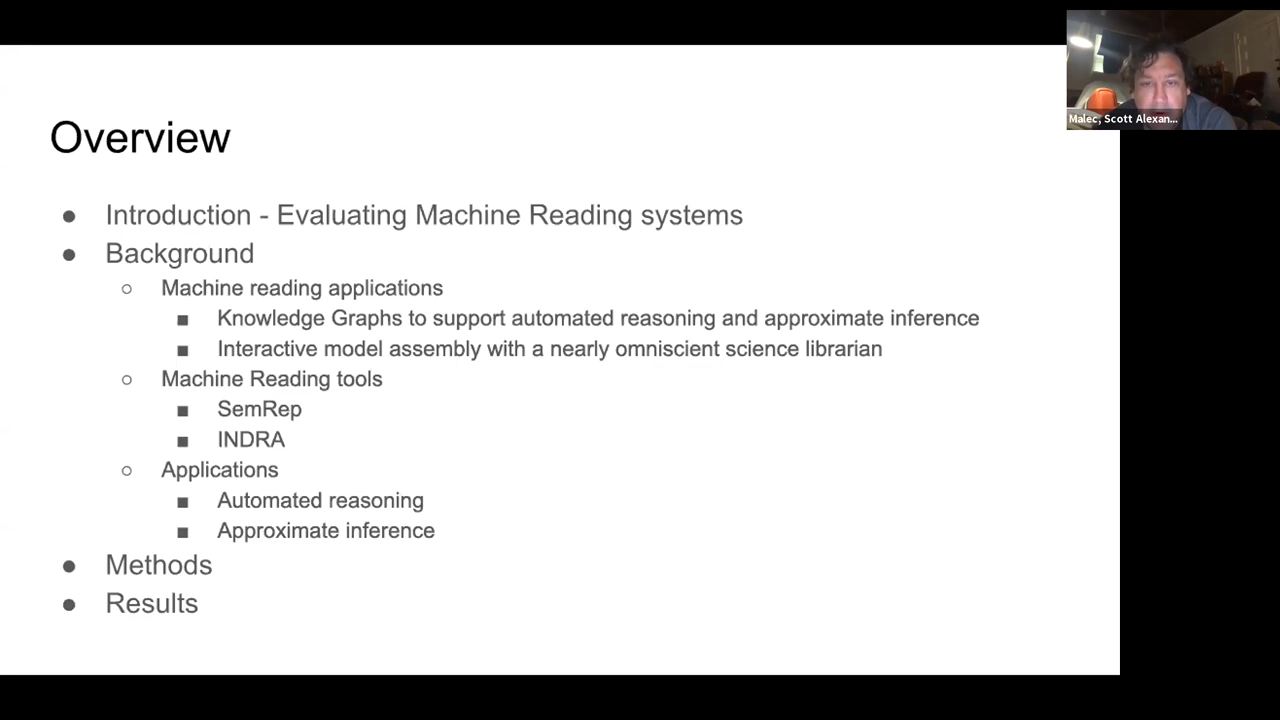 Overview
● Introduction - Evaluating Machine Reading systems
● Background
○ Machine reading applications
■ Knowledge Graphs to support automated reasoning and approximate inference
■ Interactive model assembly with a nearly omniscient science librarian
○ Machine Reading tools
■ SemRep
■ INDRA
○ Applications
■ Automated reasoning
■ Approximate inference
● Methods
● Results
Malec, Scott Alexan...